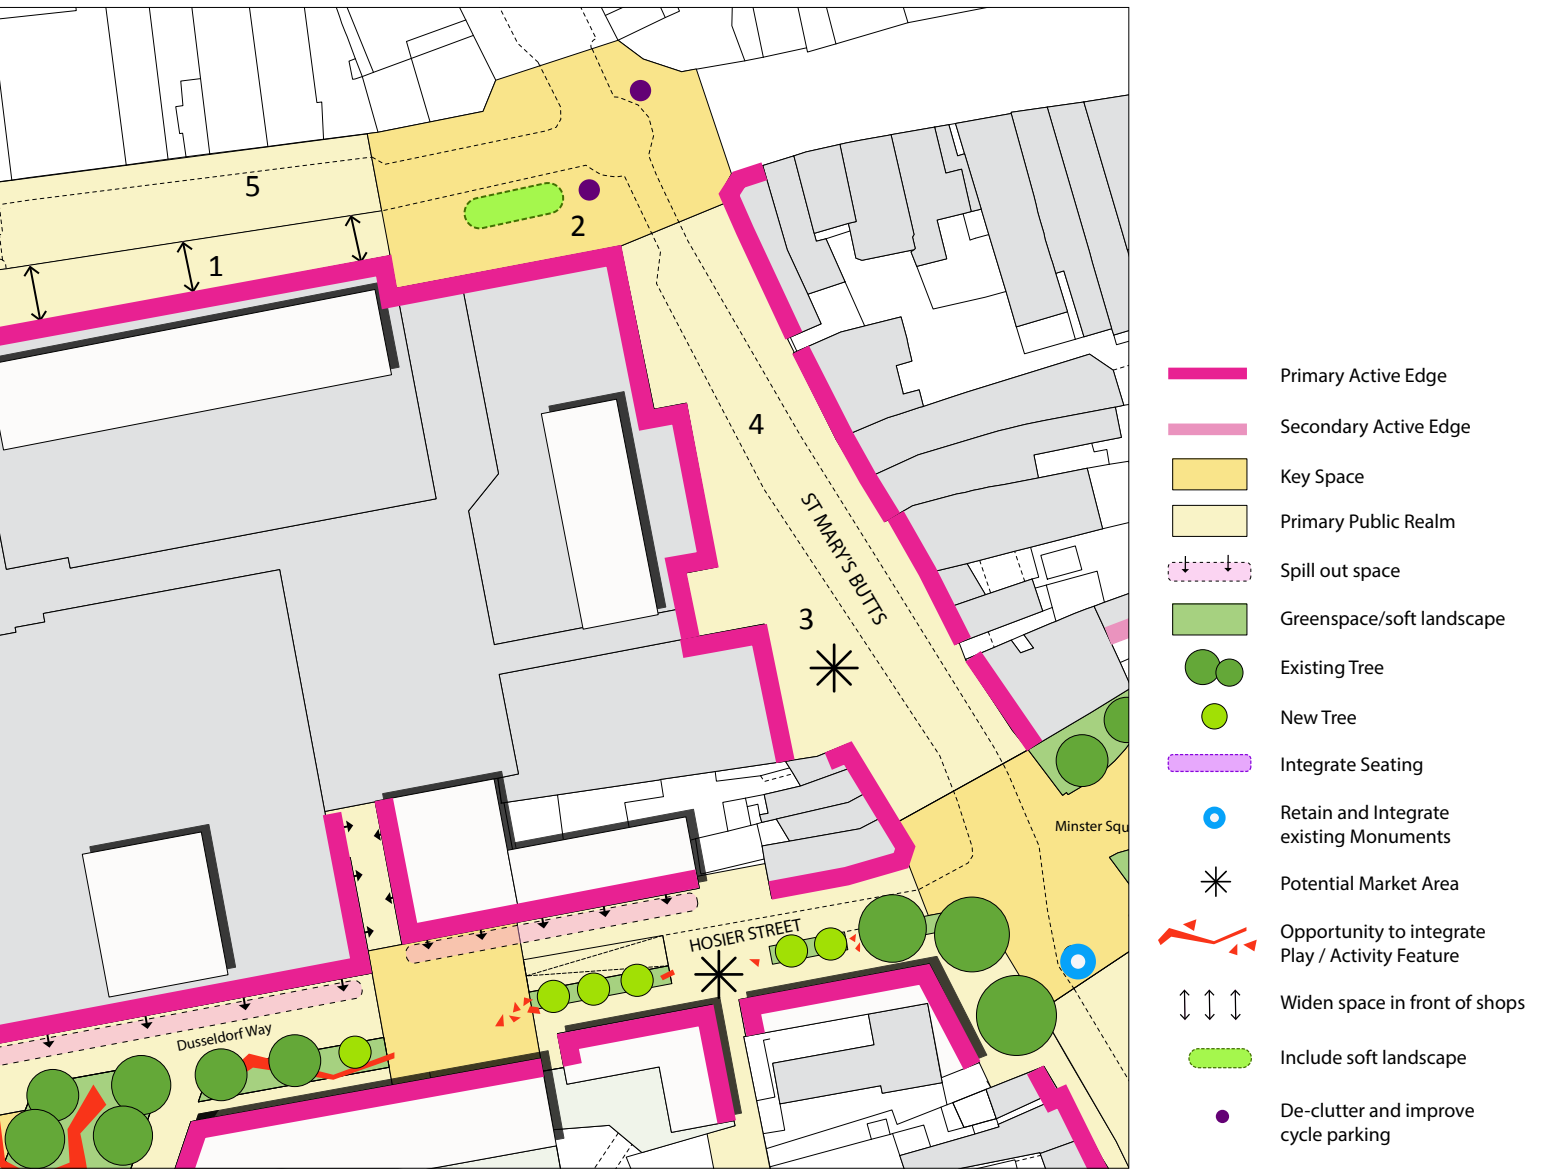 5
1
2
4
ST MARY'S BUTTS
3
Minster Squ
HOSIER STREET
Dusseldorf Way
Primary Active Edge
Secondary Active Edge
Key Space
Primary Public Realm
Spill out space
Greenspace/soft landscape
Existing Tree
New Tree
Integrate Seating
Retain and Integrate
existing Monuments
Potential Market Area
Opportunity to integrate
Play / Activity Feature
Widen space in front of shops
Include soft landscape
De-clutter and improve
cycle parking